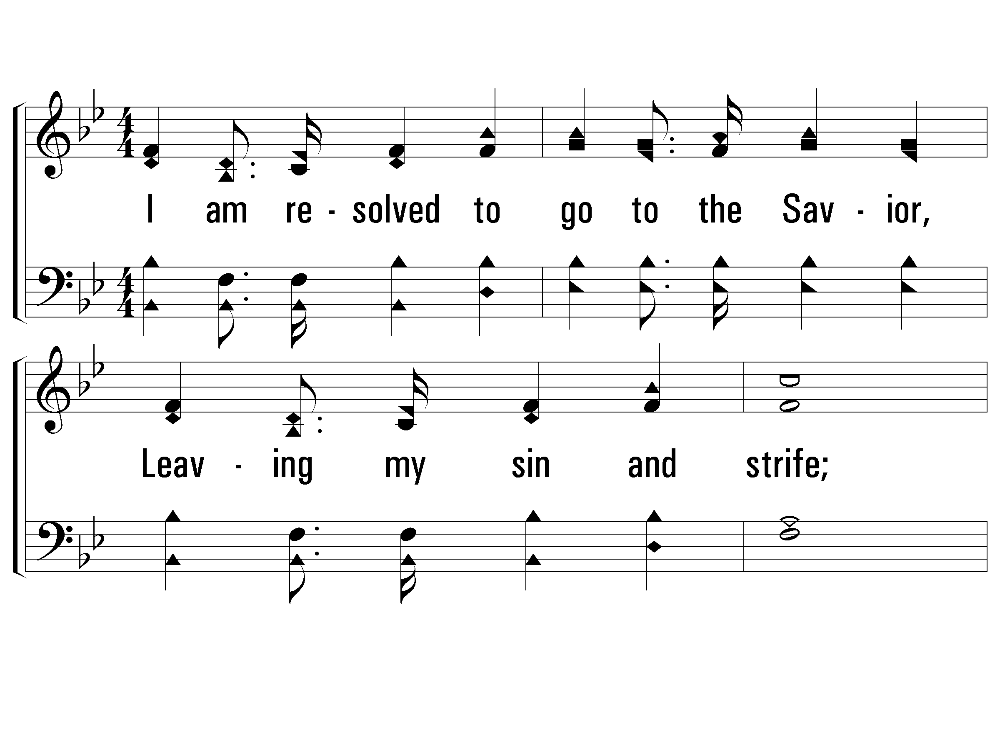 I am re - solved to go to the Sav - ior,
Leav - ing my sin and strife;